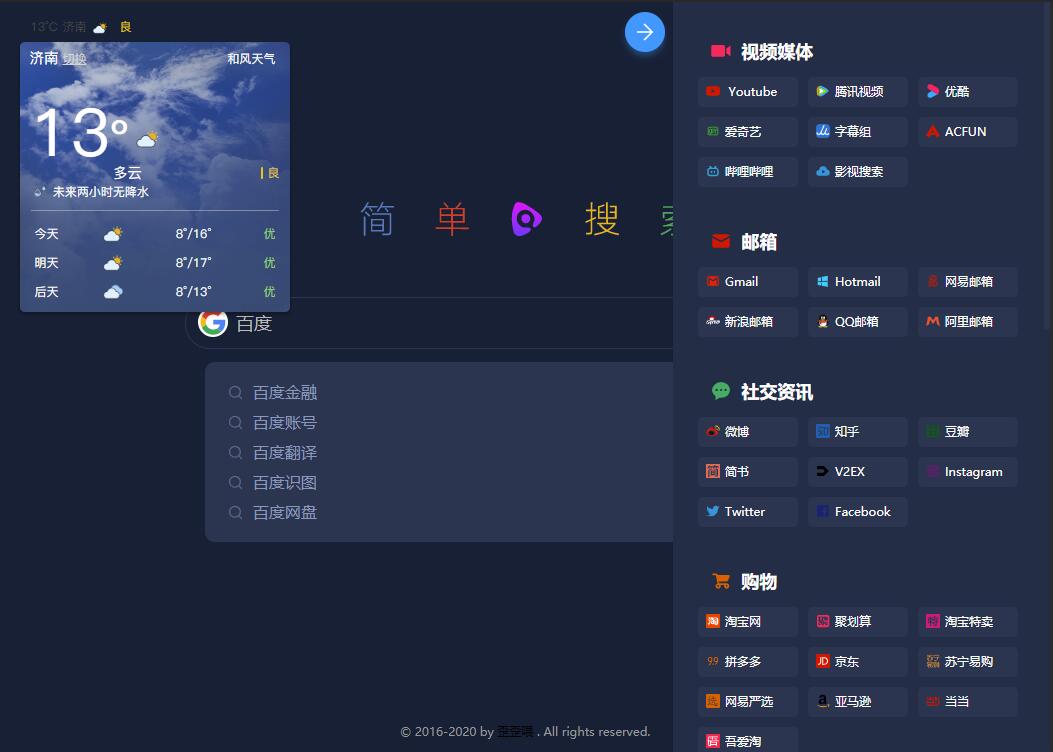 13°C 济南 良
济南 切换 和风天气
13°
多云 良
未来两小时无降水
今天 8°/16° 优
明天 8°/17° 优
后天 8°/13° 优
简 单 搜
百度
百度金融
百度账号
百度翻译
百度识图
百度网盘
© 2016-2020 by 歪歪喂 . All rights reserved.
视频媒体
Youtube 腾讯视频 优酷
爱奇艺 字幕组 ACFUN
哔哩哔哩 影视搜索
邮箱
Gmail Hotmail 网易邮箱
新浪邮箱 QQ邮箱 阿里邮箱
社交资讯
微博 知乎 豆瓣
简书 V2EX Instagram
Twitter Facebook
购物
淘宝网 聚划算 淘宝特卖
拼多多 京东 苏宁易购
网易严选 亚马逊 当当
吾爱淘